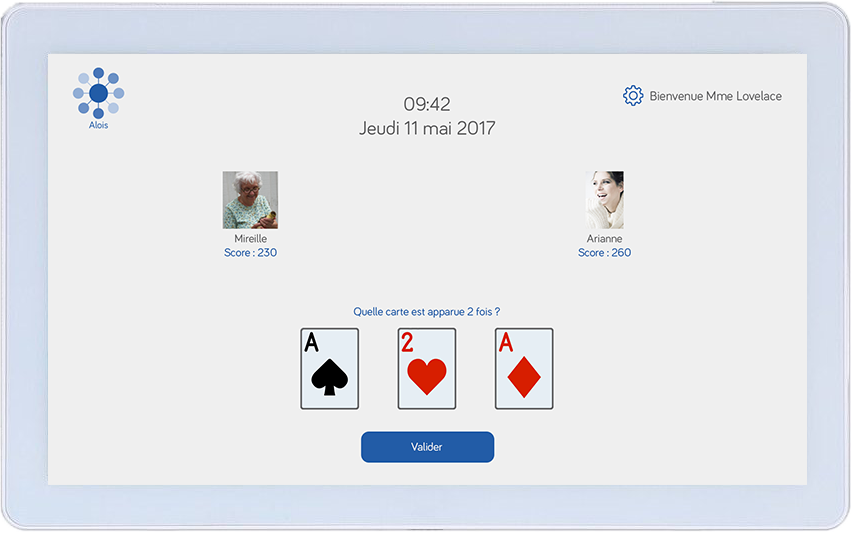 Alois
09:42
Jeudi 11 mai 2017
Bienvenue Mme Lovelace
Mireille
Score : 230
Arianne
Score : 260
Quelle carte est apparue 2 fois ?
A
2
A
Valider